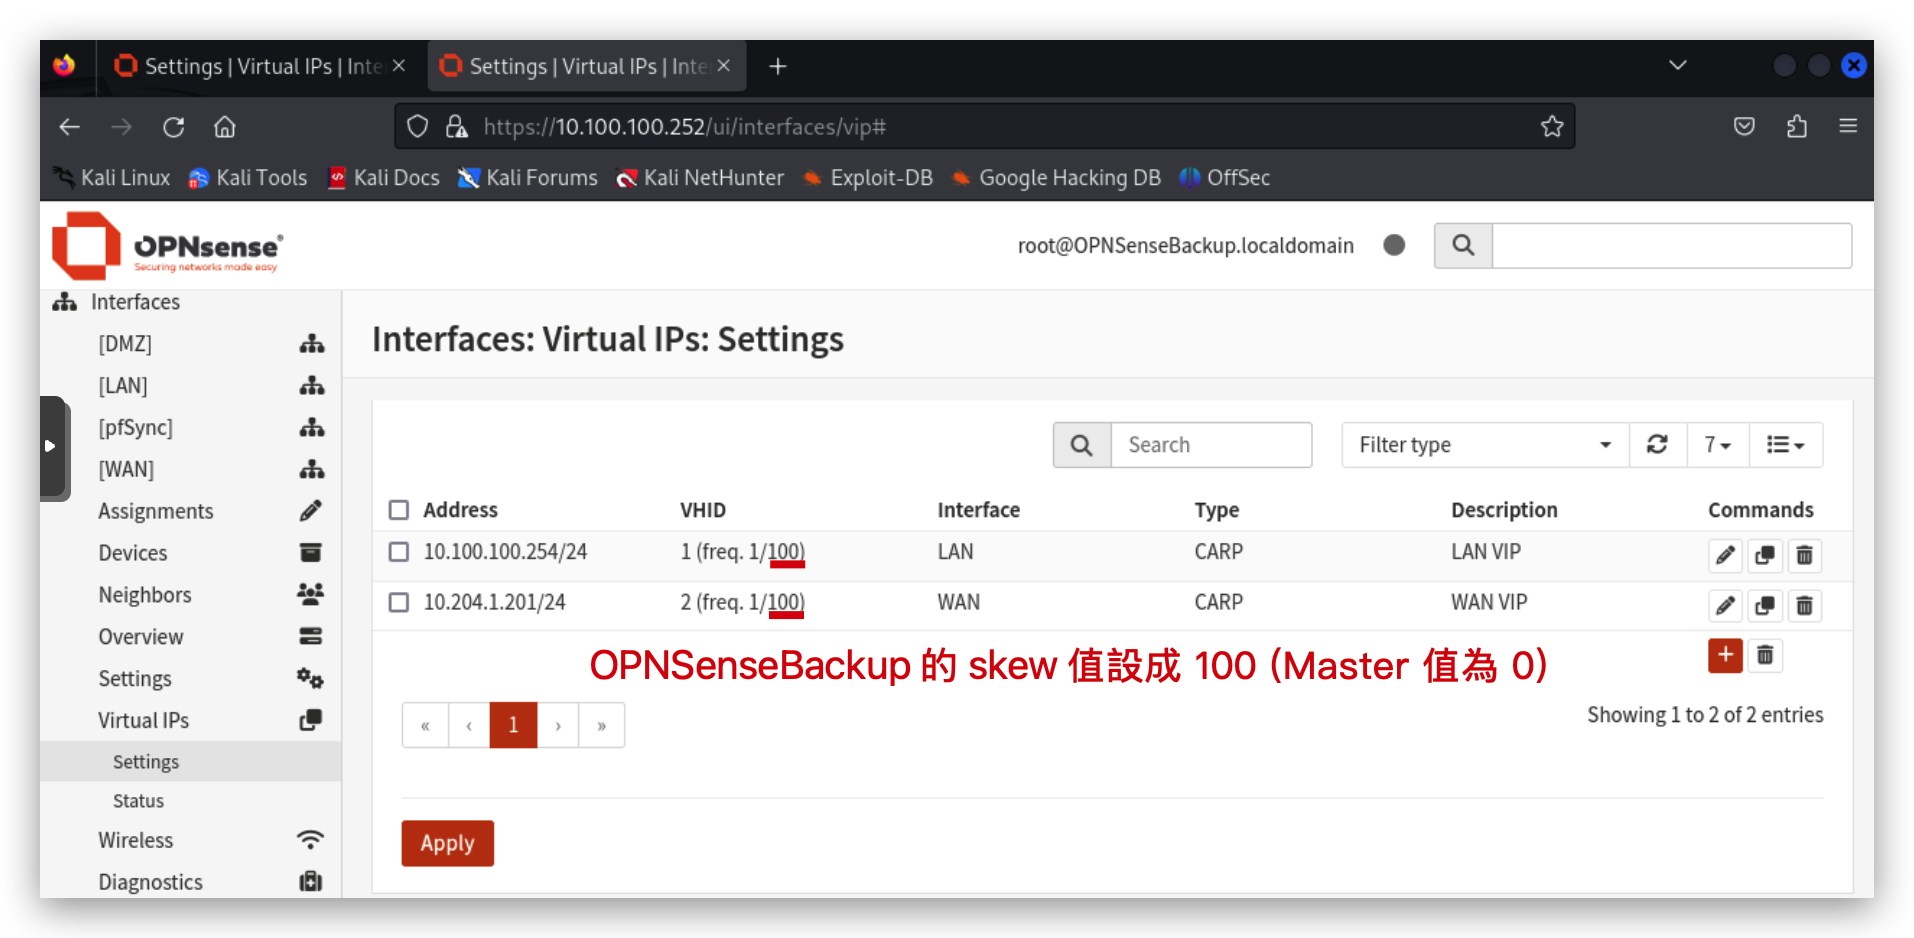 Settings | Virtual IPs | Inte
Settings | Virtual IPs | Inte
https://10.100.100.252/ui/interfaces/vip#
Kali Linux Kali Tools Kali Docs Kali Forums Kali NetHunter Exploit-DB Google Hacking DB OffSec
OPNsense®
Securing networks made easy
root@OPNSenseBackup.localdomain
Interfaces
[DMZ]
[LAN]
[pfSync]
[WAN]
Assignments
Devices
Neighbors
Overview
Settings
Virtual IPs
Settings
Status
Wireless
Diagnostics
Interfaces: Virtual IPs: Settings
Search Filter type 7
Address VHID Interface Type Description Commands
10.100.100.254/24 1 (freq. 1/100) LAN CARP LAN VIP
10.204.1.201/24 2 (freq. 1/100) WAN CARP WAN VIP
OPNSenseBackup 的 skew 值設成 100 (Master 值為 0)
« ‹ 1 › »
Showing 1 to 2 of 2 entries
Apply